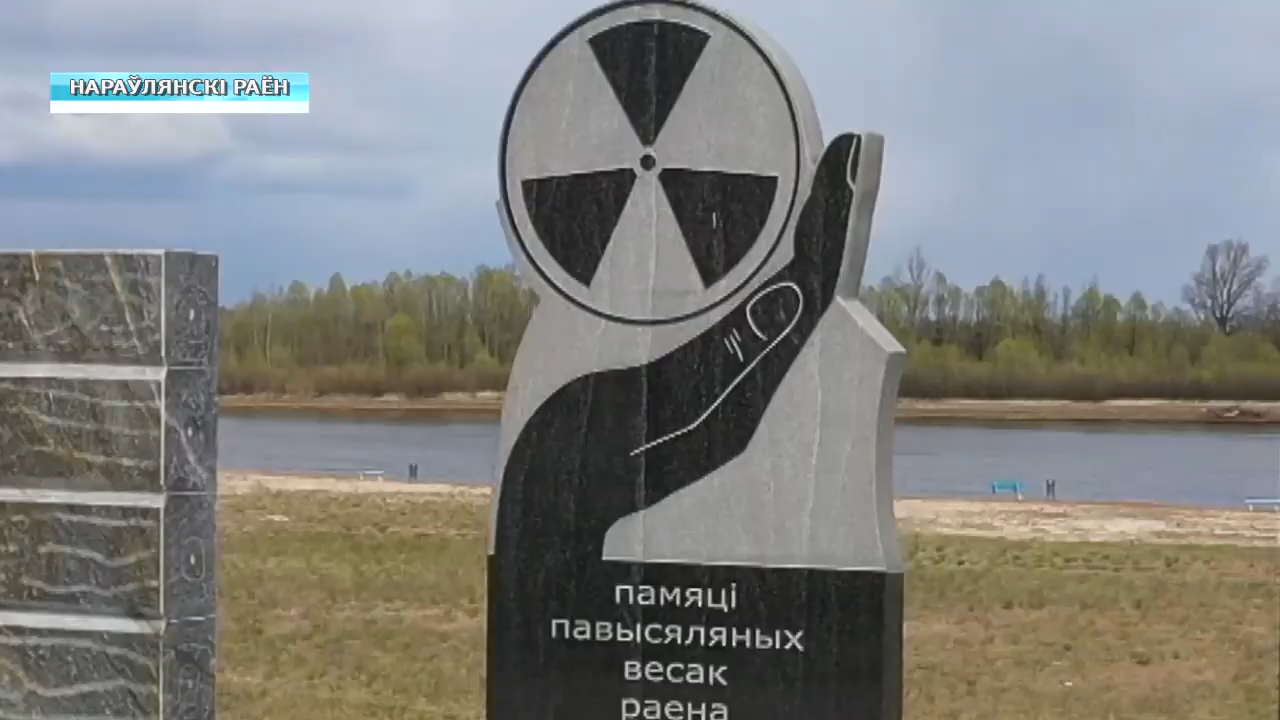 НАРАЎЛЯНСКІ РАЁН
памяці
павысяляных
весак
раена